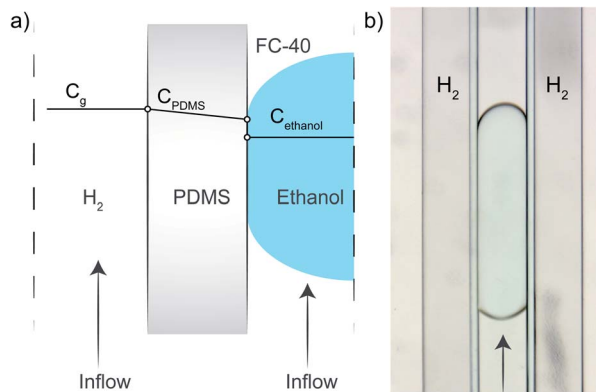 a)
FC-40
C_g
C_PDMS
C_ethanol
H₂
PDMS
Ethanol
Inflow
Inflow
b)
H₂
H₂